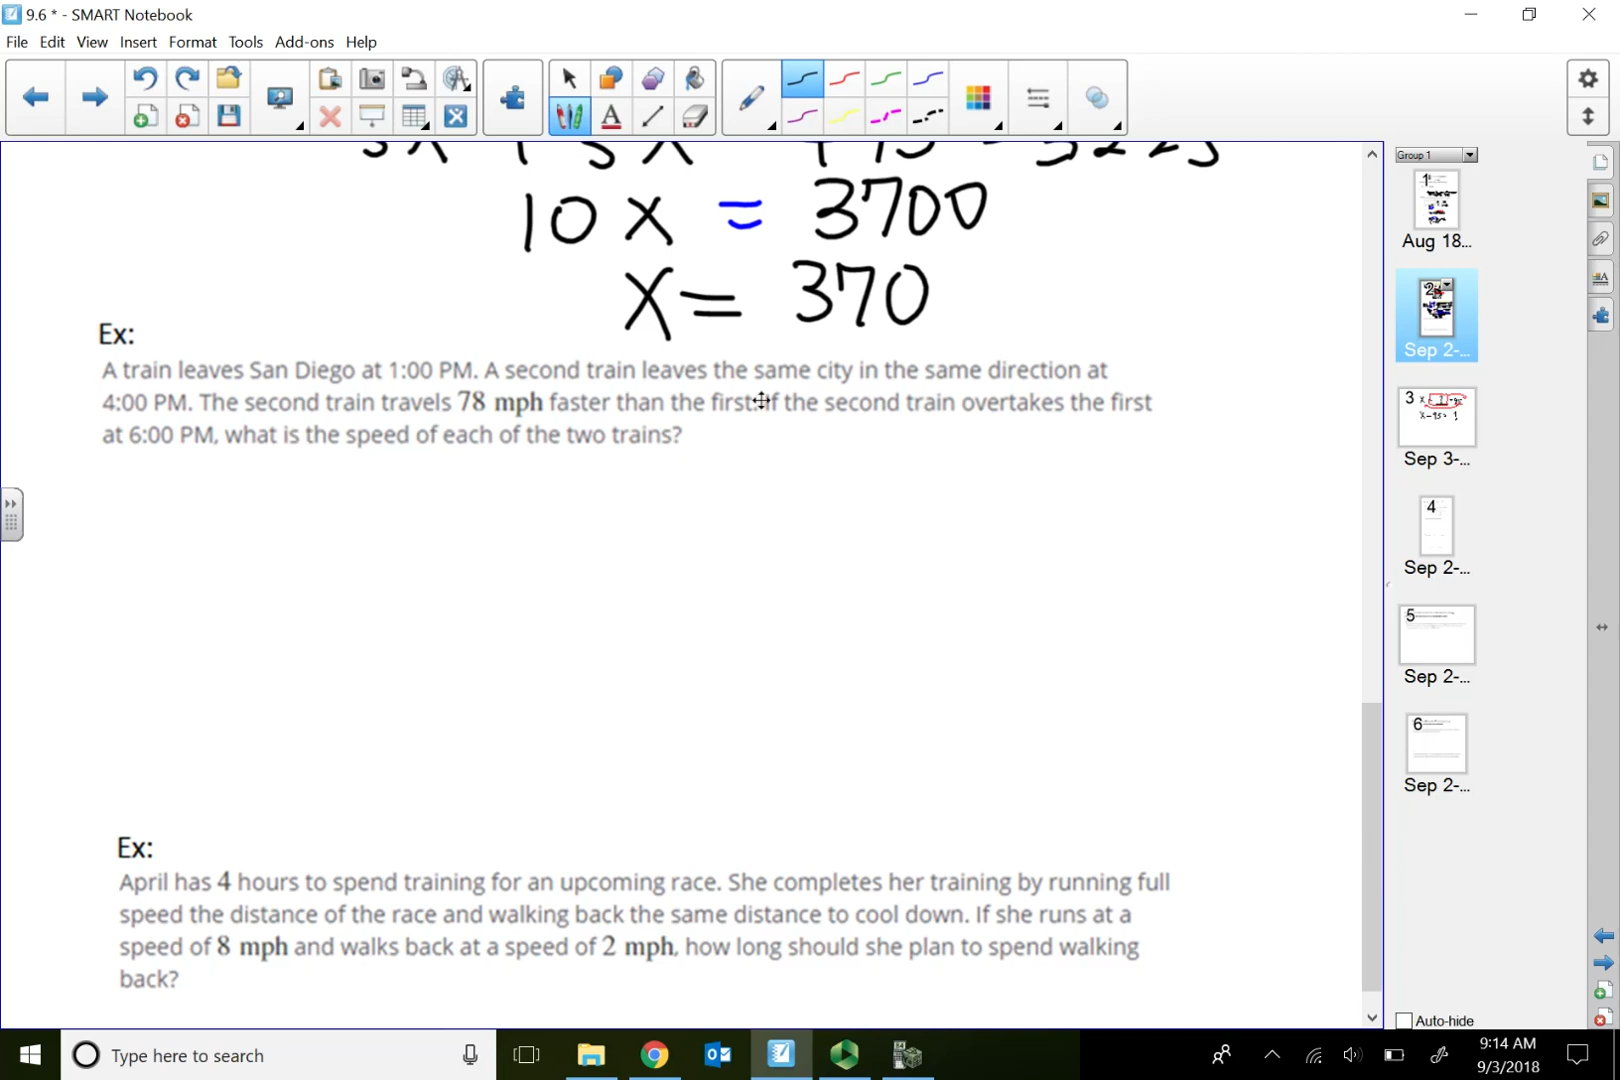 9.6 * - SMART Notebook
File Edit View Insert Format Tools Add-ons Help
Group 1
10x = 3700
x = 370
Ex:
A train leaves San Diego at 1:00 PM. A second train leaves the same city in the same direction at
4:00 PM. The second train travels 78 mph faster than the first. If the second train overtakes the first
at 6:00 PM, what is the speed of each of the two trains?
Ex:
April has 4 hours to spend training for an upcoming race. She completes her training by running full
speed the distance of the race and walking back the same distance to cool down. If she runs at a
speed of 8 mph and walks back at a speed of 2 mph, how long should she plan to spend walking
back?
1
Aug 18...
2
Sep 2-...
3
Sep 3-...
4
Sep 2-...
5
Sep 2-...
6
Sep 2-...
Auto-hide
Type here to search
9:14 AM
9/3/2018